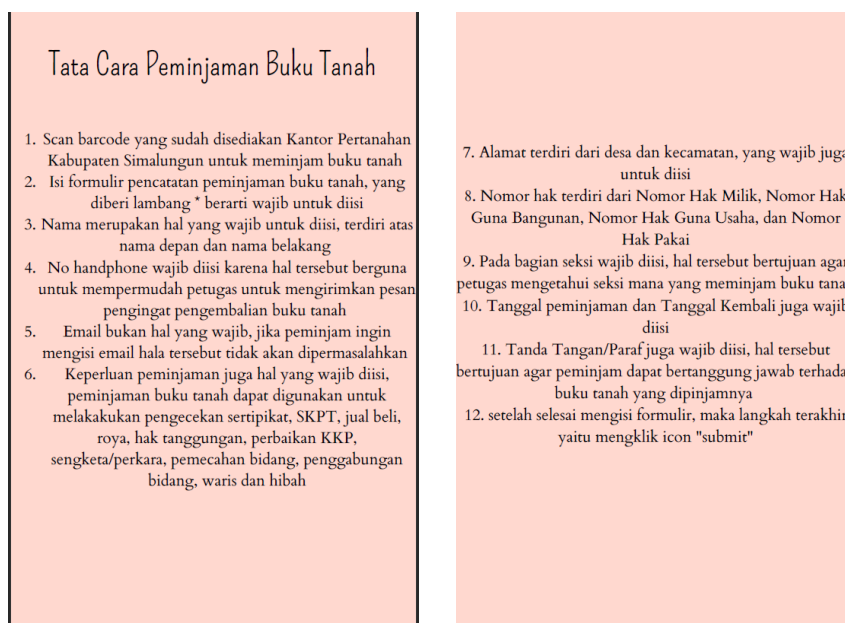 Tata Cara Peminjaman Buku Tanah
1. Scan barcode yang sudah disediakan Kantor Pertanahan
Kabupaten Simalungun untuk meminjam buku tanah
2. Isi formulir pencatatan peminjaman buku tanah, yang
diberi lambang * berarti wajib untuk diisi
3. Nama merupakan hal yang wajib untuk diisi, terdiri atas
nama depan dan nama belakang
4. No handphone wajib diisi karena hal tersebut berguna
untuk mempermudah petugas untuk mengirimkan pesan
pengingat pengembalian buku tanah
5. Email bukan hal yang wajib, jika peminjam ingin
mengisi email hala tersebut tidak akan dipermasalahkan
6. Keperluan peminjaman juga hal yang wajib diisi,
peminjaman buku tanah dapat digunakan untuk
melakakukan pengecekan sertipikat, SKPT, jual beli,
roya, hak tanggungan, perbaikan KKP,
sengketa/perkara, pemecahan bidang, penggabungan
bidang, waris dan hibah
7. Alamat terdiri dari desa dan kecamatan, yang wajib juga
untuk diisi
8. Nomor hak terdiri dari Nomor Hak Milik, Nomor Hak
Guna Bangunan, Nomor Hak Guna Usaha, dan Nomor
Hak Pakai
9. Pada bagian seksi wajib diisi, hal tersebut bertujuan agar
petugas mengetahui seksi mana yang meminjam buku tana
10. Tanggal peminjaman dan Tanggal Kembali juga wajib
diisi
11. Tanda Tangan/Paraf juga wajib diisi, hal tersebut
bertujuan agar peminjam dapat bertanggung jawab terhada
buku tanah yang dipinjamnya
12. setelah selesai mengisi formulir, maka langkah terakhir
yaitu mengklik icon "submit"